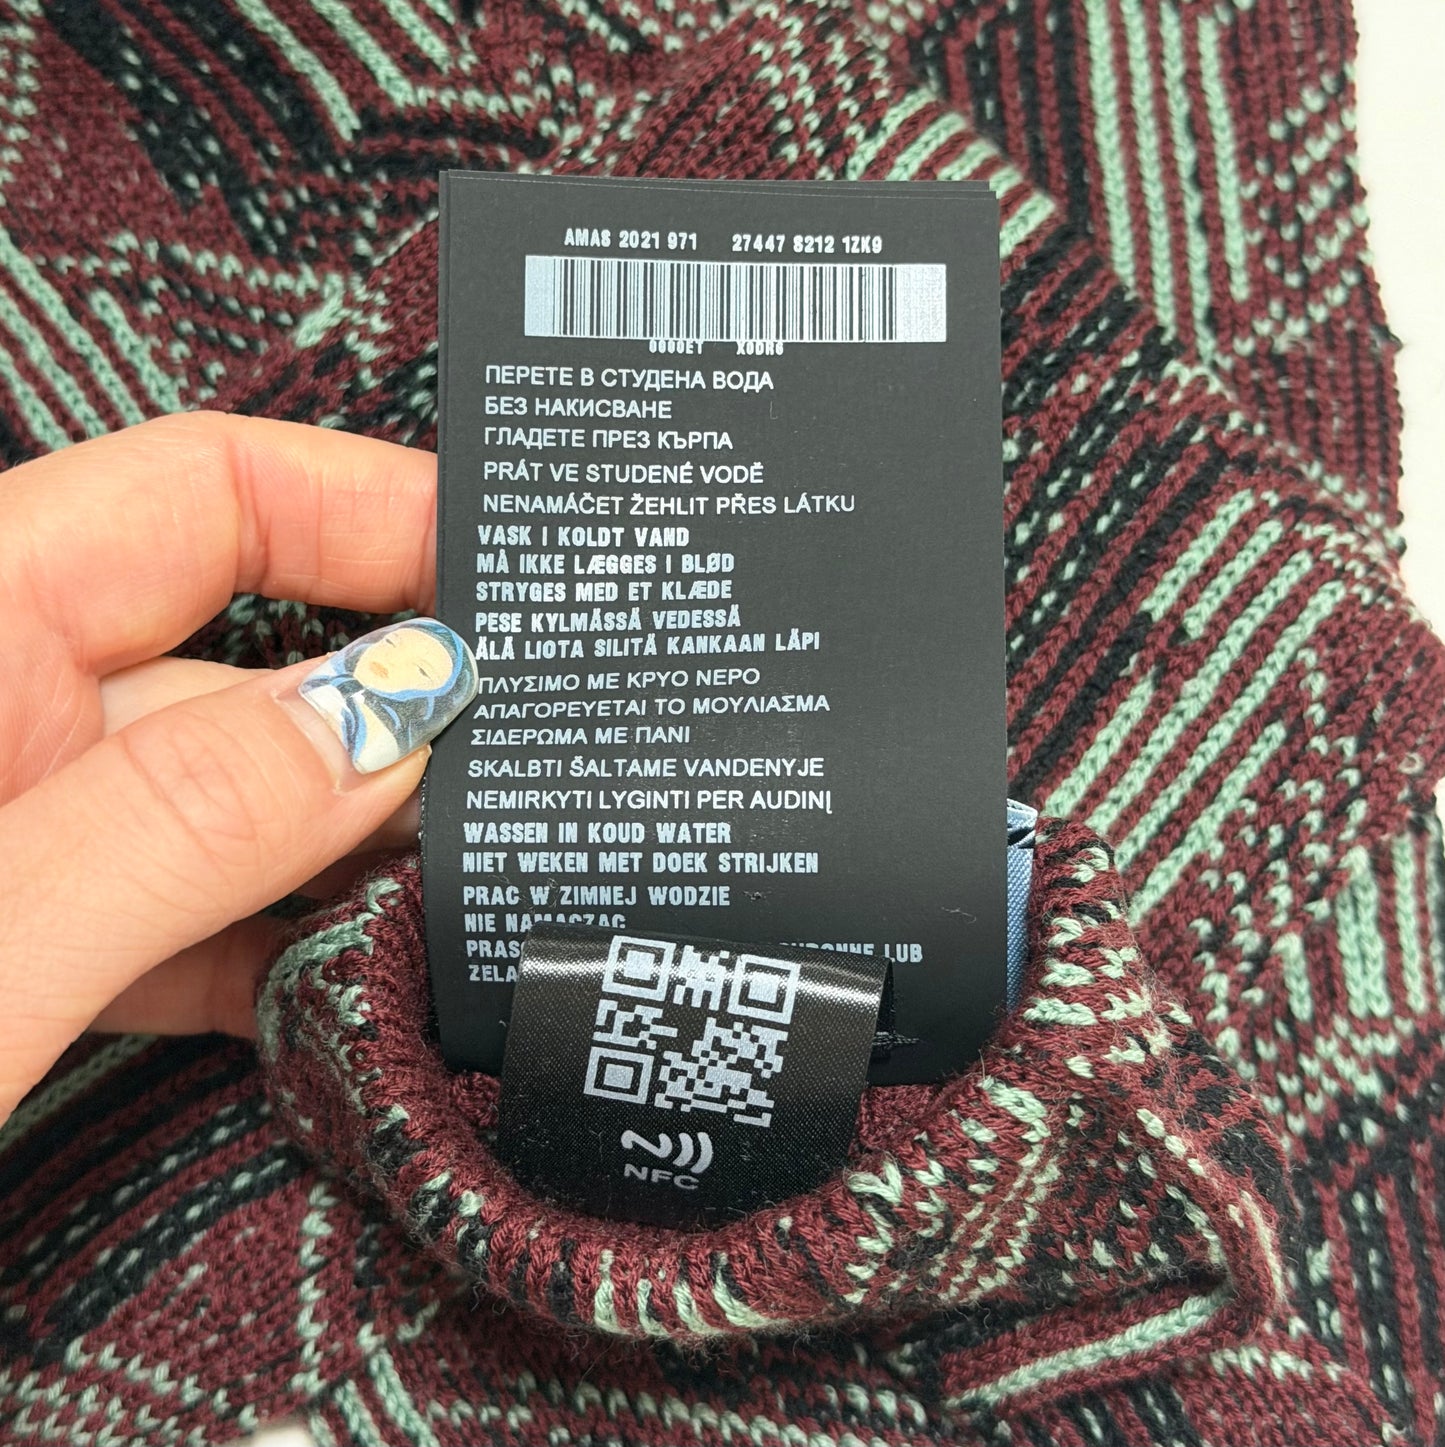 AMAS 2021 971 27447 8212 1ZK9
0000ET X0DR6
ПЕРЕТЕ В СТУДЕНА ВОДА
БЕЗ НАКИСВАНЕ
ГЛАДЕТЕ ПРЕЗ КЪРПА
PRÁT VE STUDENÉ VODĚ
NENAMÁČET ŽEHLIT PŘES LÁTKU
VASK I KOLDT VAND
MÅ IKKE LÆGGES I BLØD
STRYGES MED ET KLÆDE
PESE KYLMÄSSÄ VEDESSÄ
ÄLÄ LIOTA SILITÄ KANKAAN LÄPI
ΠΛΥΣΙΜΟ ΜΕ ΚΡΥΟ ΝΕΡΟ
ΑΠΑΓΟΡΕΥΕΤΑΙ ΤΟ ΜΟΥΛΙΑΣΜΑ
ΣΙΔΕΡΩΜΑ ΜΕ ΠΑΝΙ
SKALBTI ŠALTAME VANDENYJE
NEMIRKYTI LYGINTI PER AUDINĮ
WASSEN IN KOUD WATER
NIET WEKEN MET DOEK STRIJKEN
PRAC W ZIMNEJ WODZIE
NIE NAMACZAC
LUB
NFC